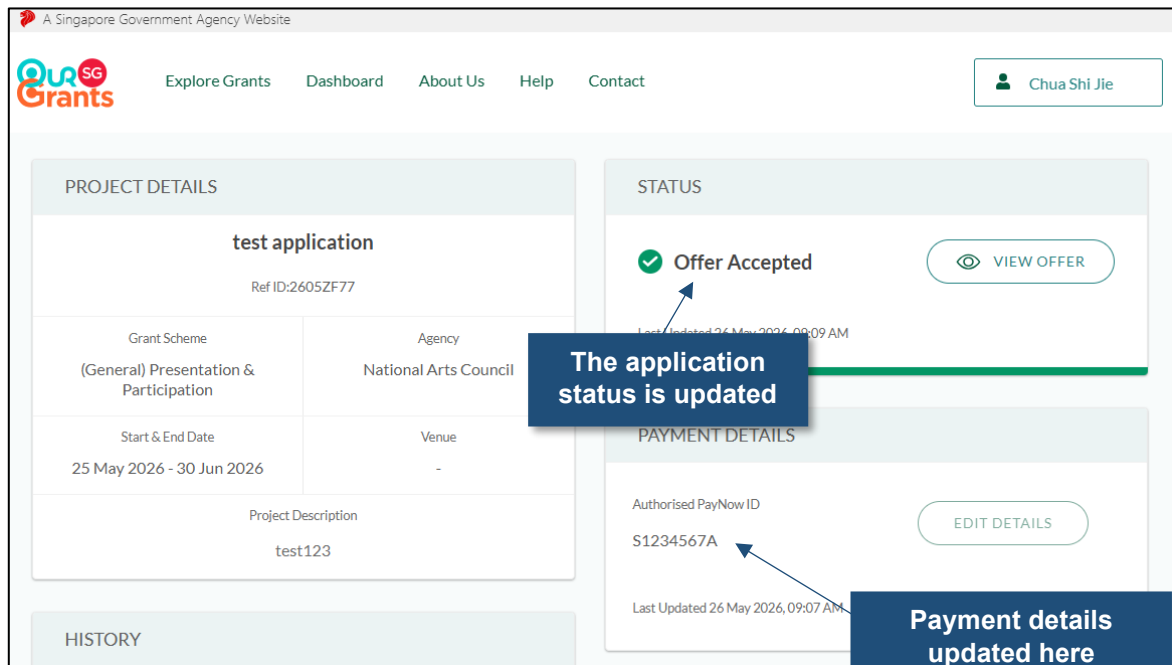 A Singapore Government Agency Website
OUR SG
Grants
Explore Grants
Dashboard
About Us
Help
Contact
Chua Shi Jie
PROJECT DETAILS
test application
Ref ID:2605ZF77
Grant Scheme
(General) Presentation &
Participation
Agency
National Arts Council
Start & End Date
25 May 2026 - 30 Jun 2026
Venue
-
Project Description
test123
HISTORY
STATUS
Offer Accepted
VIEW OFFER
Last Updated 26 May 2026, 09:09 AM
The application
status is updated
PAYMENT DETAILS
Authorised PayNow ID
S1234567A
EDIT DETAILS
Last Updated 26 May 2026, 09:07 AM
Payment details
updated here